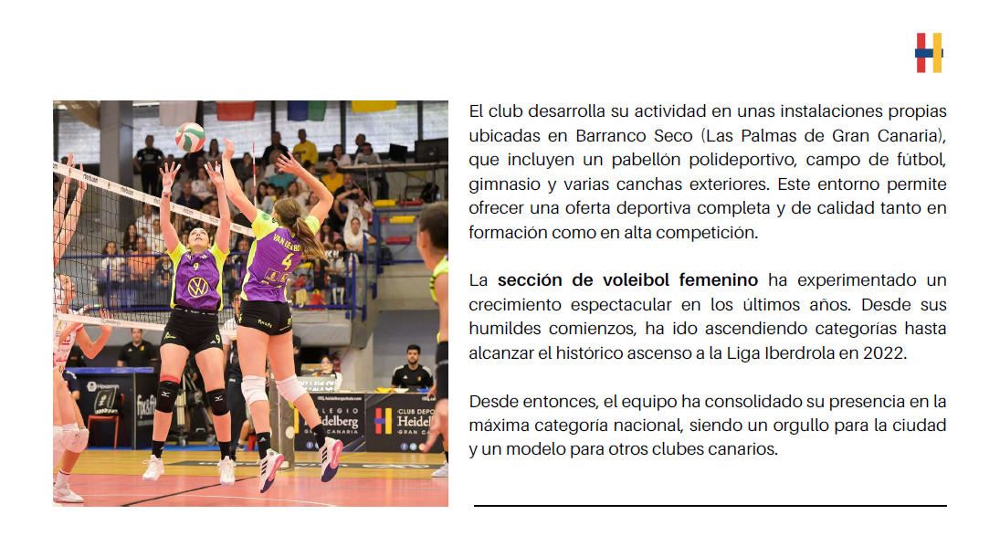 El club desarrolla su actividad en unas instalaciones propias
ubicadas en Barranco Seco (Las Palmas de Gran Canaria),
que incluyen un pabellón polideportivo, campo de fútbol,
gimnasio y varias canchas exteriores. Este entorno permite
ofrecer una oferta deportiva completa y de calidad tanto en
formación como en alta competición.
La sección de voleibol femenino ha experimentado un
crecimiento espectacular en los últimos años. Desde sus
humildes comienzos, ha ido ascendiendo categorías hasta
alcanzar el histórico ascenso a la Liga Iberdrola en 2022.
Desde entonces, el equipo ha consolidado su presencia en la
máxima categoría nacional, siendo un orgullo para la ciudad
y un modelo para otros clubes canarios.
9
4
9
Hexagon
fix&fit
Heidelberg
CANARIA
CLUB
GRAN CAN